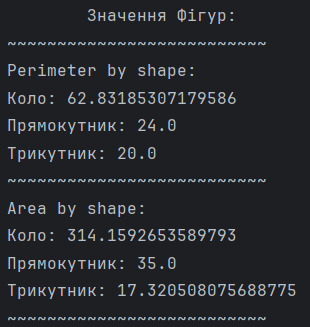 Значення Фігур:
~~~~~~~~~~~~~~~~~~~~~~~~~~
Perimeter by shape:
Коло: 62.83185307179586
Прямокутник: 24.0
Трикутник: 20.0
~~~~~~~~~~~~~~~~~~~~~~~~~~
Area by shape:
Коло: 314.1592653589793
Прямокутник: 35.0
Трикутник: 17.320508075688775
~~~~~~~~~~~~~~~~~~~~~~~~~~